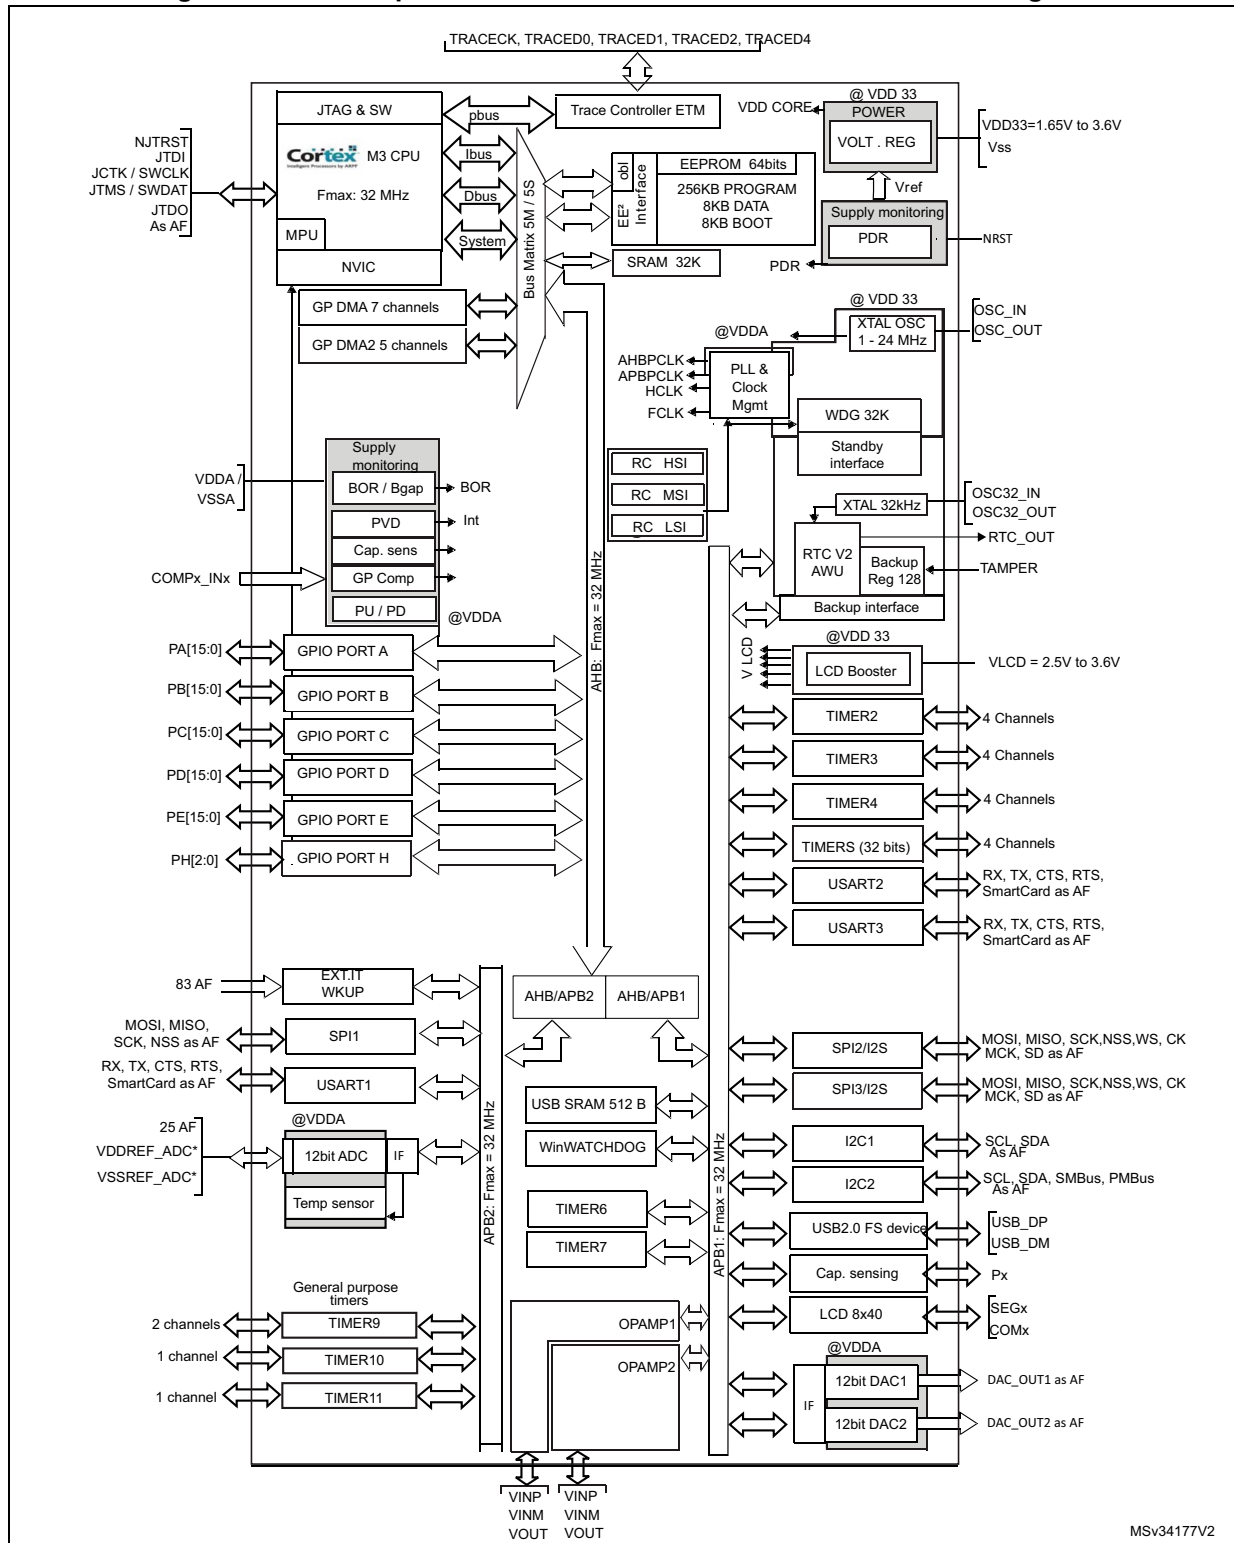 TRACECK, TRACED0, TRACED1, TRACED2, TRACED4
JTAG & SW
pbus
Trace Controller ETM
VDD CORE
@ VDD 33
POWER
VOLT . REG
VDD33=1.65V to 3.6V
Vss
NJTRST
JTDI
JCTK / SWCLK
JTMS / SWDAT
JTDO
As AF
Cortex
Intelligent Processors by ARM
M3 CPU
Fmax: 32 MHz
MPU
NVIC
Ibus
Dbus
System
Bus Matrix 5M / 5S
EE² Interface
obl
EEPROM 64bits
256KB PROGRAM
8KB DATA
8KB BOOT
SRAM 32K
Vref
Supply monitoring
PDR
NRST
PDR
GP DMA 7 channels
GP DMA2 5 channels
@ VDD 33
XTAL OSC
1 - 24 MHz
OSC_IN
OSC_OUT
@VDDA
AHBPCLK
APBPCLK
HCLK
FCLK
PLL &
Clock
Mgmt
WDG 32K
Standby
interface
RC HSI
RC MSI
RC LSI
XTAL 32kHz
OSC32_IN
OSC32_OUT
RTC V2
AWU
RTC_OUT
Backup
Reg 128
TAMPER
Backup interface
VDDA /
VSSA
Supply
monitoring
BOR / Bgap
BOR
PVD
Int
Cap. sens
COMPx_INx
GP Comp
PU / PD
@VDDA
AHB: Fmax = 32 MHz
PA[15:0]
GPIO PORT A
PB[15:0]
GPIO PORT B
PC[15:0]
GPIO PORT C
PD[15:0]
GPIO PORT D
PE[15:0]
GPIO PORT E
PH[2:0]
GPIO PORT H
@VDD 33
V LCD
LCD Booster
VLCD = 2.5V to 3.6V
TIMER2
4 Channels
TIMER3
4 Channels
TIMER4
4 Channels
TIMERS (32 bits)
4 Channels
USART2
RX, TX, CTS, RTS,
SmartCard as AF
USART3
RX, TX, CTS, RTS,
SmartCard as AF
83 AF
EXT.IT
WKUP
AHB/APB2
AHB/APB1
MOSI, MISO,
SCK, NSS as AF
SPI1
RX, TX, CTS, RTS,
SmartCard as AF
USART1
25 AF
VDDREF_ADC*
VSSREF_ADC*
@VDDA
12bit ADC
IF
Temp sensor
APB2: Fmax = 32 MHz
USB SRAM 512 B
WinWATCHDOG
TIMER6
TIMER7
APB1: Fmax = 32 MHz
SPI2/I2S
MOSI, MISO, SCK,NSS,WS, CK
MCK, SD as AF
SPI3/I2S
MOSI, MISO, SCK,NSS,WS, CK
MCK, SD as AF
I2C1
SCL, SDA
As AF
I2C2
SCL, SDA, SMBus, PMBus
As AF
USB2.0 FS device
USB_DP
USB_DM
Cap. sensing
Px
LCD 8x40
SEGx
COMx
General purpose
timers
2 channels
TIMER9
1 channel
TIMER10
1 channel
TIMER11
OPAMP1
OPAMP2
@VDDA
IF
12bit DAC1
DAC_OUT1 as AF
12bit DAC2
DAC_OUT2 as AF
VINP
VINM
VOUT
VINP
VINM
VOUT
MSv34177V2